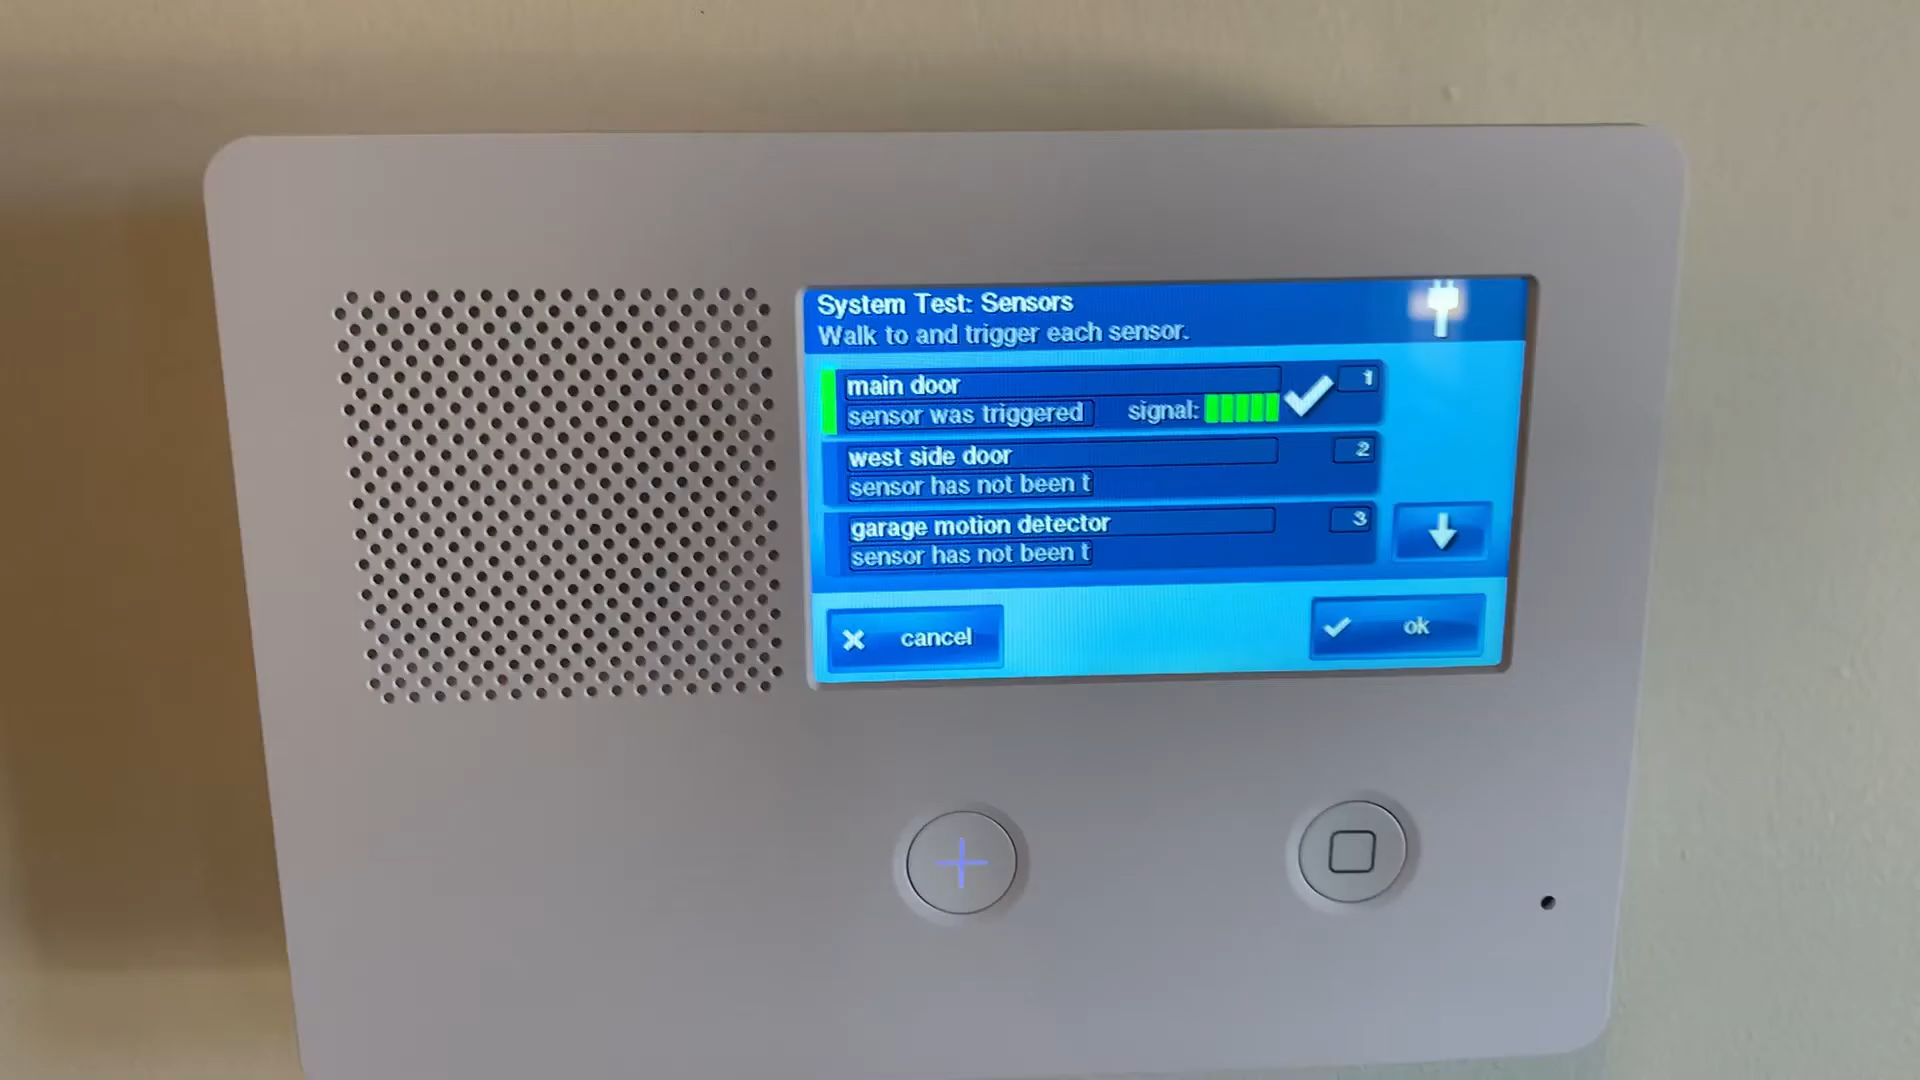 System Test: Sensors
Walk to and trigger each sensor.
main door 1
sensor was triggered signal:
west side door 2
sensor has not been t
garage motion detector 3
sensor has not been t
cancel ok